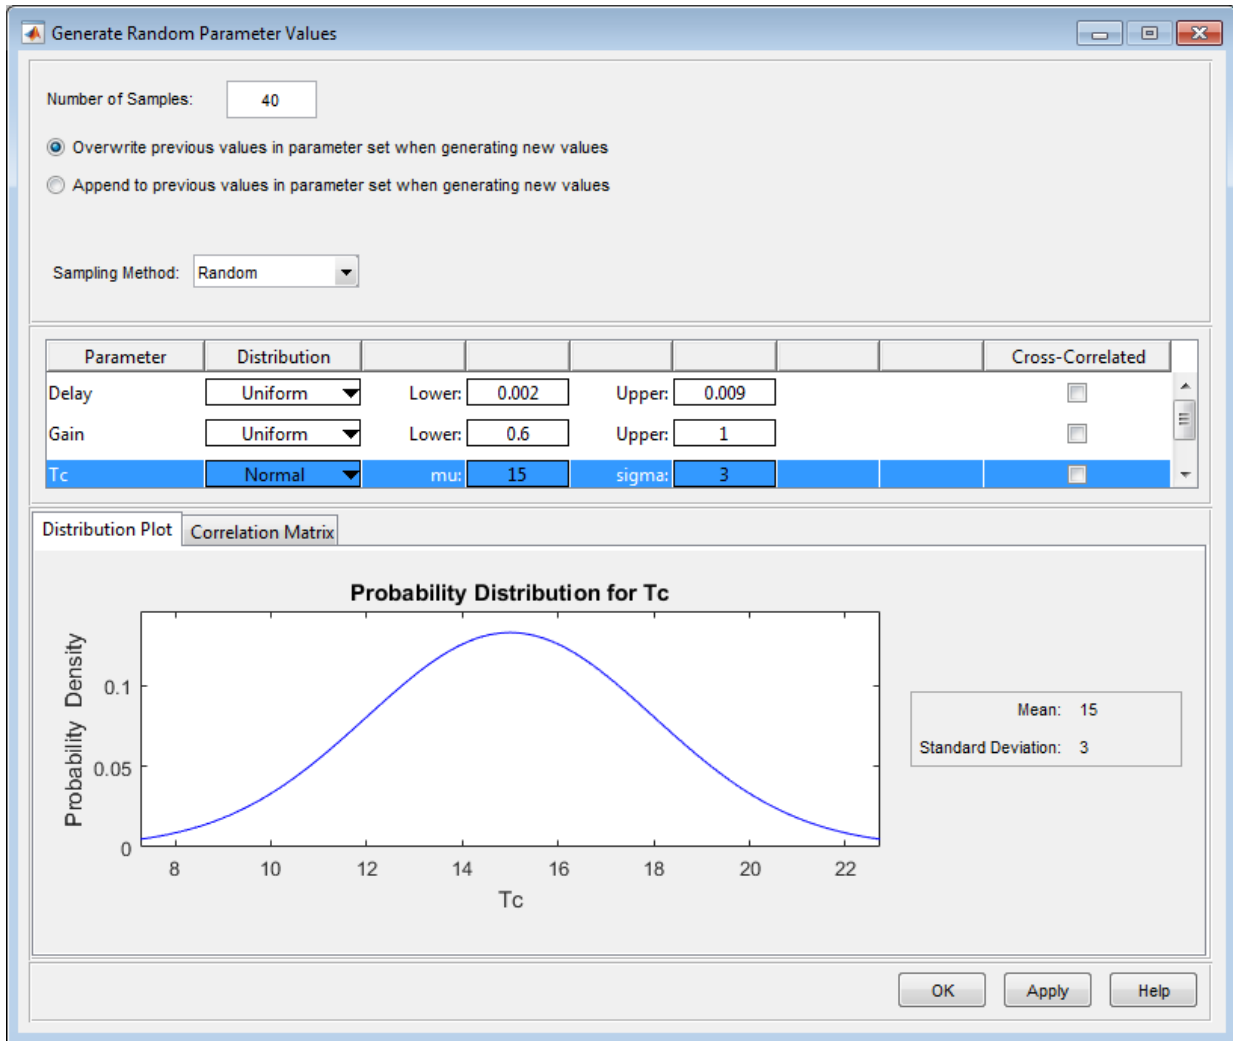 Generate Random Parameter Values
Number of Samples: 40
Overwrite previous values in parameter set when generating new values
Append to previous values in parameter set when generating new values
Sampling Method: Random
Parameter Distribution Cross-Correlated
Delay Uniform Lower: 0.002 Upper: 0.009
Gain Uniform Lower: 0.6 Upper: 1
Tc Normal mu: 15 sigma: 3
Distribution Plot Correlation Matrix
Probability Distribution for Tc
Probability Density
0.1
0.05
0
8 10 12 14 16 18 20 22
Tc
Mean: 15
Standard Deviation: 3
OK Apply Help